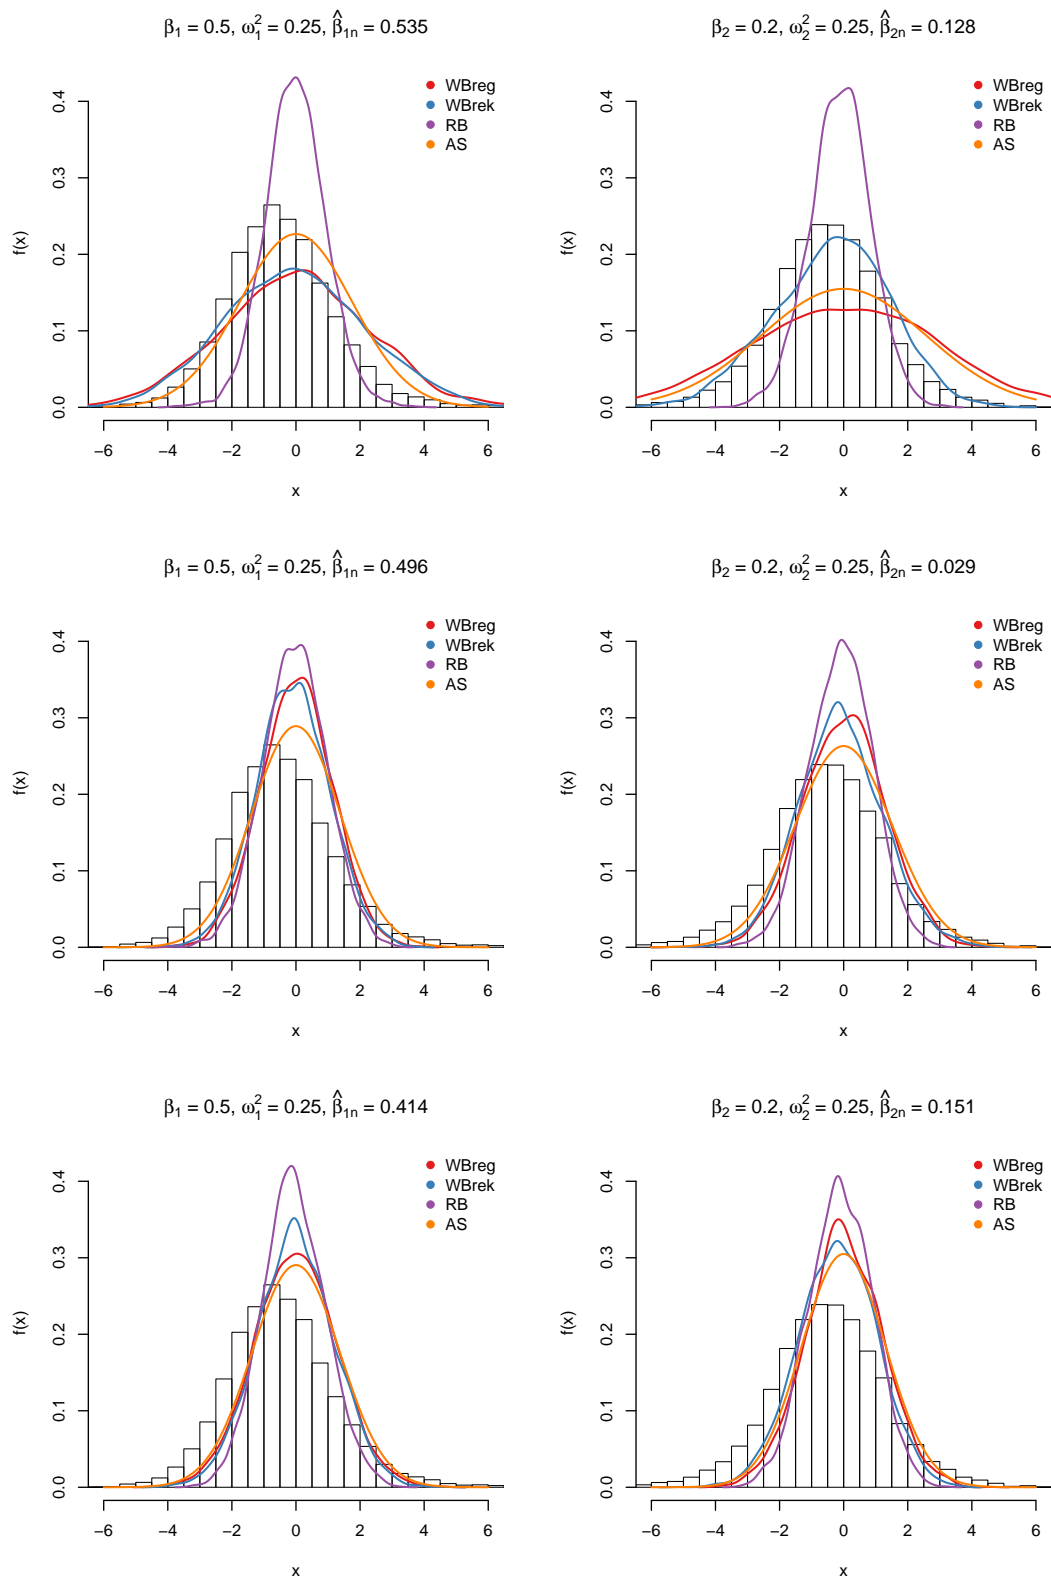 β₁ = 0.5, ω₁² = 0.25, β̂₁ₙ = 0.535
WBreg
WBrek
RB
AS
f(x)
0.0 0.1 0.2 0.3 0.4
−6 −4 −2 0 2 4 6
x
β₂ = 0.2, ω₂² = 0.25, β̂₂ₙ = 0.128
WBreg
WBrek
RB
AS
f(x)
0.0 0.1 0.2 0.3 0.4
−6 −4 −2 0 2 4 6
x
β₁ = 0.5, ω₁² = 0.25, β̂₁ₙ = 0.496
WBreg
WBrek
RB
AS
f(x)
0.0 0.1 0.2 0.3 0.4
−6 −4 −2 0 2 4 6
x
β₂ = 0.2, ω₂² = 0.25, β̂₂ₙ = 0.029
WBreg
WBrek
RB
AS
f(x)
0.0 0.1 0.2 0.3 0.4
−6 −4 −2 0 2 4 6
x
β₁ = 0.5, ω₁² = 0.25, β̂₁ₙ = 0.414
WBreg
WBrek
RB
AS
f(x)
0.0 0.1 0.2 0.3 0.4
−6 −4 −2 0 2 4 6
x
β₂ = 0.2, ω₂² = 0.25, β̂₂ₙ = 0.151
WBreg
WBrek
RB
AS
f(x)
0.0 0.1 0.2 0.3 0.4
−6 −4 −2 0 2 4 6
x